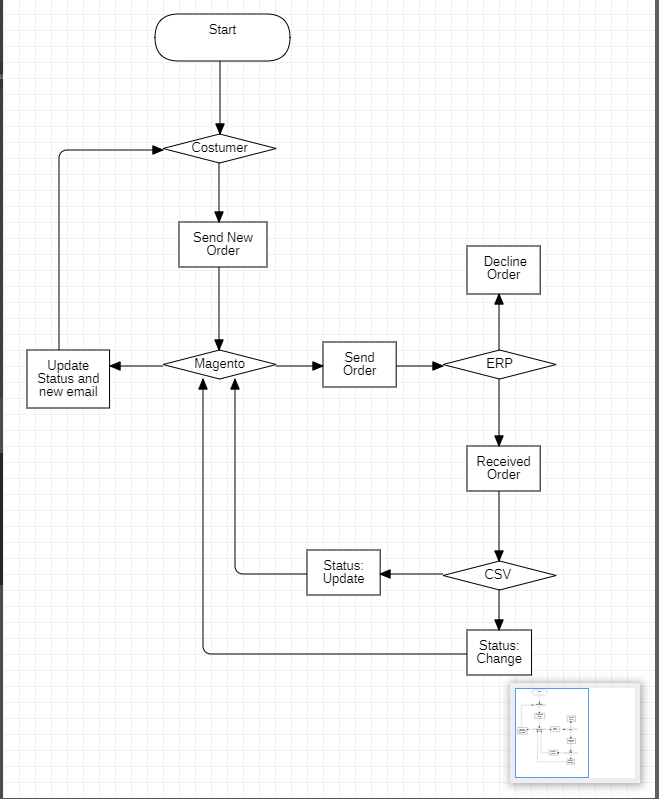 Start
Costumer
Send New
Order
Decline
Order
Update
Status and
new email
Magento
Send
Order
ERP
Received
Order
Status:
Update
CSV
Status:
Change